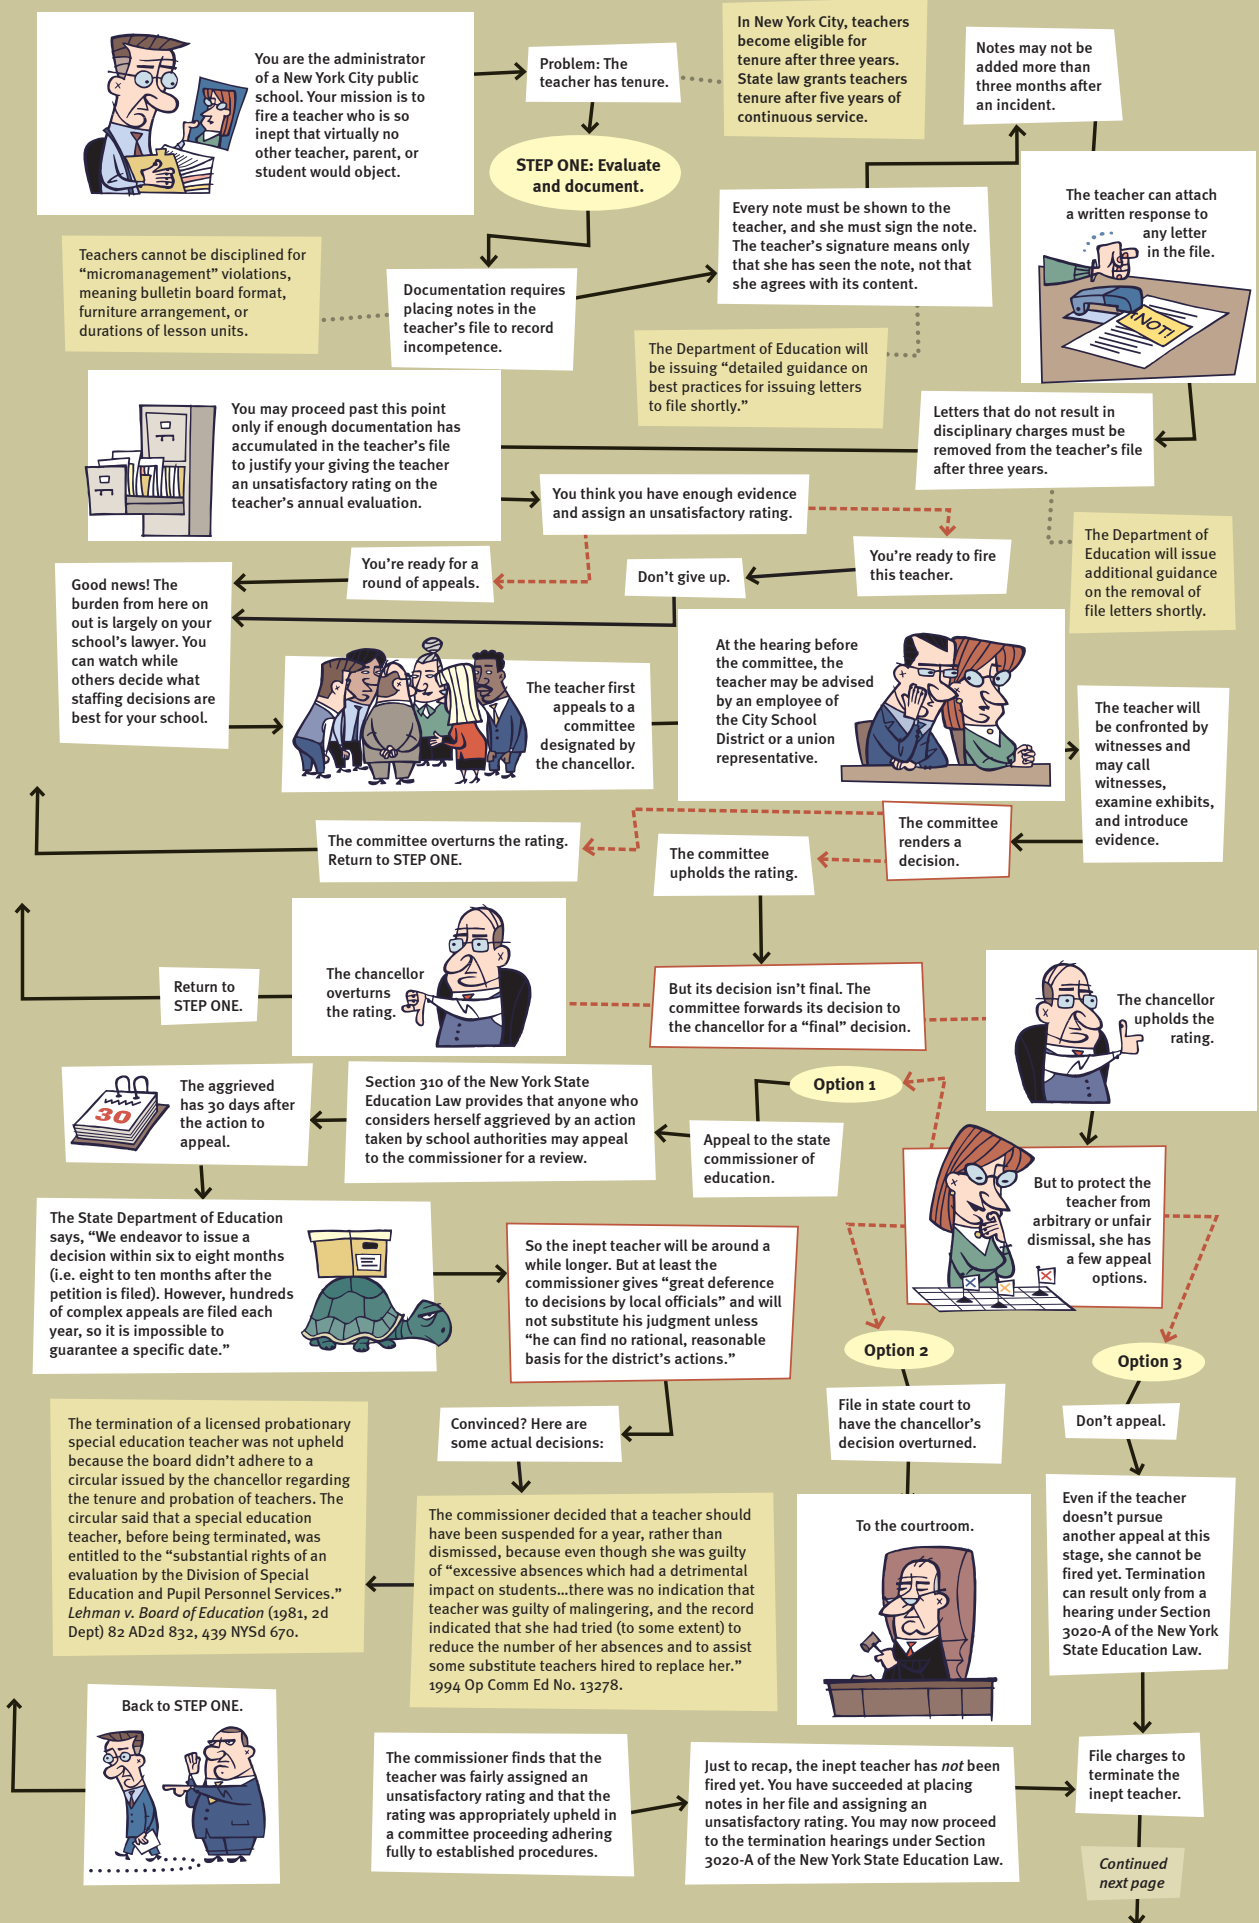 You are the administrator
of a New York City public
school. Your mission is to
fire a teacher who is so
inept that virtually no
other teacher, parent, or
student would object.
Problem: The
teacher has tenure.
In New York City, teachers
become eligible for
tenure after three years.
State law grants teachers
tenure after five years of
continuous service.
STEP ONE: Evaluate
and document.
Teachers cannot be disciplined for
“micromanagement” violations,
meaning bulletin board format,
furniture arrangement, or
durations of lesson units.
Documentation requires
placing notes in the
teacher’s file to record
incompetence.
Every note must be shown to the
teacher, and she must sign the note.
The teacher’s signature means only
that she has seen the note, not that
she agrees with its content.
The Department of Education will
be issuing “detailed guidance on
best practices for issuing letters
to file shortly.”
Notes may not be
added more than
three months after
an incident.
The teacher can attach
a written response to
any letter
in the file.
NOT!
Letters that do not result in
disciplinary charges must be
removed from the teacher’s file
after three years.
The Department of
Education will issue
additional guidance
on the removal of
file letters shortly.
You may proceed past this point
only if enough documentation has
accumulated in the teacher’s file
to justify your giving the teacher
an unsatisfactory rating on the
teacher’s annual evaluation.
You think you have enough evidence
and assign an unsatisfactory rating.
You’re ready for a
round of appeals.
You’re ready to fire
this teacher.
Don’t give up.
Good news! The
burden from here on
out is largely on your
school’s lawyer. You
can watch while
others decide what
staffing decisions are
best for your school.
The teacher first
appeals to a
committee
designated by
the chancellor.
At the hearing before
the committee, the
teacher may be advised
by an employee of
the City School
District or a union
representative.
The teacher will
be confronted by
witnesses and
may call
witnesses,
examine exhibits,
and introduce
evidence.
The committee
renders a
decision.
The committee overturns the rating.
Return to STEP ONE.
The committee
upholds the rating.
But its decision isn’t final. The
committee forwards its decision to
the chancellor for a “final” decision.
The chancellor
overturns
the rating.
Return to
STEP ONE.
The chancellor
upholds the
rating.
But to protect the
teacher from
arbitrary or unfair
dismissal, she has
a few appeal
options.
Option 1
Appeal to the state
commissioner of
education.
Section 310 of the New York State
Education Law provides that anyone who
considers herself aggrieved by an action
taken by school authorities may appeal
to the commissioner for a review.
30
The aggrieved
has 30 days after
the action to
appeal.
The State Department of Education
says, “We endeavor to issue a
decision within six to eight months
(i.e. eight to ten months after the
petition is filed). However, hundreds
of complex appeals are filed each
year, so it is impossible to
guarantee a specific date.”
So the inept teacher will be around a
while longer. But at least the
commissioner gives “great deference
to decisions by local officials” and will
not substitute his judgment unless
“he can find no rational, reasonable
basis for the district’s actions.”
Convinced? Here are
some actual decisions:
The commissioner decided that a teacher should
have been suspended for a year, rather than
dismissed, because even though she was guilty
of “excessive absences which had a detrimental
impact on students...there was no indication that
teacher was guilty of malingering, and the record
indicated that she had tried (to some extent) to
reduce the number of her absences and to assist
some substitute teachers hired to replace her.”
1994 Op Comm Ed No. 13278.
The termination of a licensed probationary
special education teacher was not upheld
because the board didn’t adhere to a
circular issued by the chancellor regarding
the tenure and probation of teachers. The
circular said that a special education
teacher, before being terminated, was
entitled to the “substantial rights of an
evaluation by the Division of Special
Education and Pupil Personnel Services.”
Lehman v. Board of Education (1981, 2d
Dept) 82 AD2d 832, 439 NYSd 670.
Option 2
File in state court to
have the chancellor’s
decision overturned.
To the courtroom.
Option 3
Don’t appeal.
Even if the teacher
doesn’t pursue
another appeal at this
stage, she cannot be
fired yet. Termination
can result only from a
hearing under Section
3020-A of the New York
State Education Law.
Back to STEP ONE.
The commissioner finds that the
teacher was fairly assigned an
unsatisfactory rating and that the
rating was appropriately upheld in
a committee proceeding adhering
fully to established procedures.
Just to recap, the inept teacher has not been
fired yet. You have succeeded at placing
notes in her file and assigning an
unsatisfactory rating. You may now proceed
to the termination hearings under Section
3020-A of the New York State Education Law.
File charges to
terminate the
inept teacher.
Continued
next page